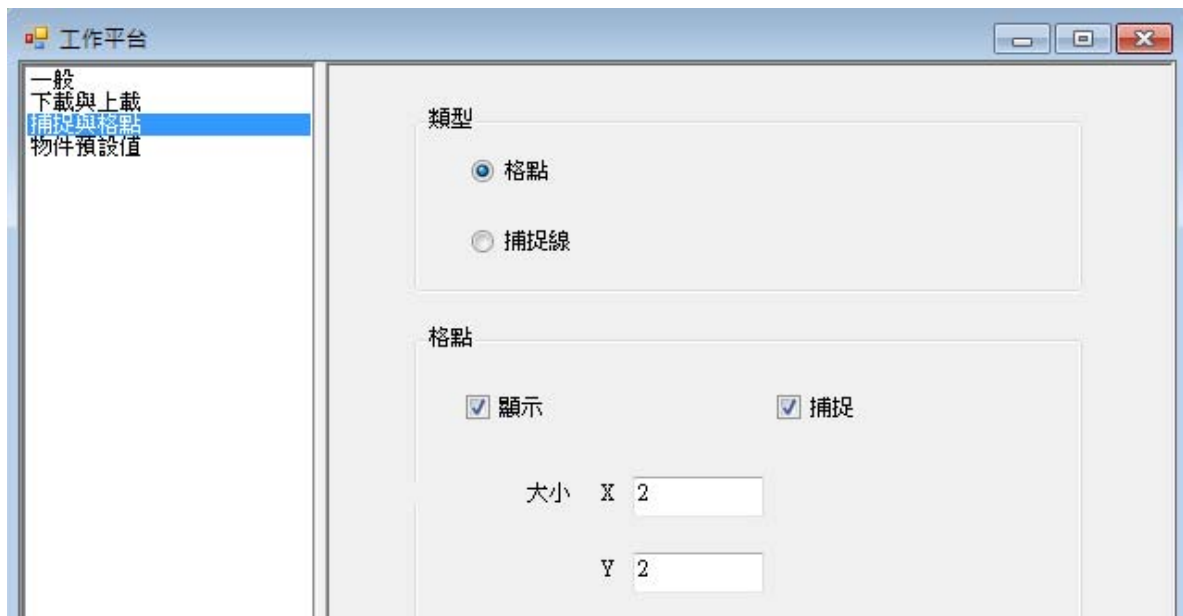 工作平台
一般
下載與上載
捕捉與格點
物件預設值
類型
格點
捕捉線
格點
顯示 捕捉
大小 X 2
Y 2